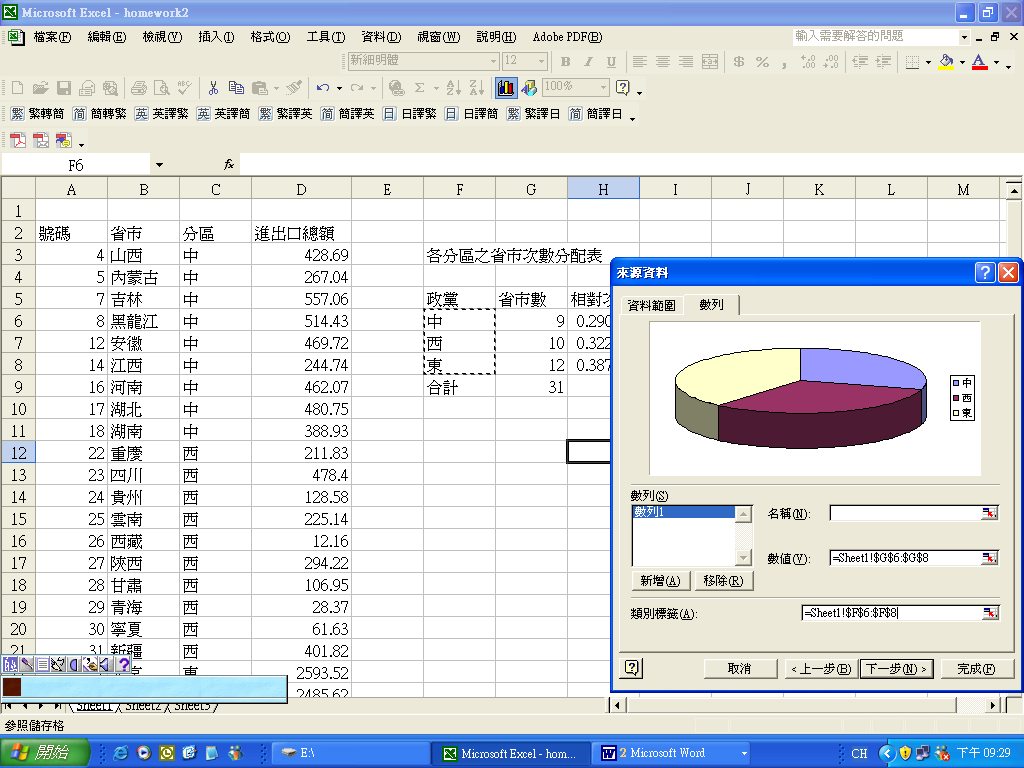 Microsoft Excel - homework2
檔案(F) 編輯(E) 檢視(V) 插入(I) 格式(O) 工具(T) 資料(D) 視窗(W) 說明(H) Adobe PDF(B) 輸入需要解答的問題
新細明體 12 B I U $ % ,
100%
繁 繁轉簡 简 簡轉繁 英 英譯繁 英 英譯簡 繁 繁譯英 简 簡譯英 日 日譯繁 日 日譯簡 繁 繁譯日 简 簡譯日
F6 fx
A B C D E F G H I J K L M
1
2 號碼 省市 分區 進出口總額
3 4 山西 中 428.69 各分區之省市次數分配表
4 5 內蒙古 中 267.04
5 7 吉林 中 557.06 政黨 省市數 相對
6 8 黑龍江 中 514.43 中 9 0.290
7 12 安徽 中 469.72 西 10 0.322
8 14 江西 中 244.74 東 12 0.387
9 16 河南 中 462.07 合計 31
10 17 湖北 中 480.75
11 18 湖南 中 388.93
12 22 重慶 西 211.83
13 23 四川 西 478.4
14 24 貴州 西 128.58
15 25 雲南 西 225.14
16 26 西藏 西 12.16
17 27 陝西 西 294.22
18 28 甘肅 西 106.95
19 29 青海 西 28.37
20 30 寧夏 西 61.63
21 31 新疆 西 401.82
東 2593.52
2485.62
Sheet1 Sheet2 Sheet3
參照儲存格
來源資料
資料範圍 數列
中
西
東
數列(S)
數列1
名稱(N):
數值(V): =Sheet1!$G$6:$G$8
新增(A) 移除(R)
類別標籤(A): =Sheet1!$F$6:$F$8
取消 < 上一步(B) 下一步(N) > 完成(F)
開始 E:\ Microsoft Excel - hom... 2 Microsoft Word CH 下午 09:29